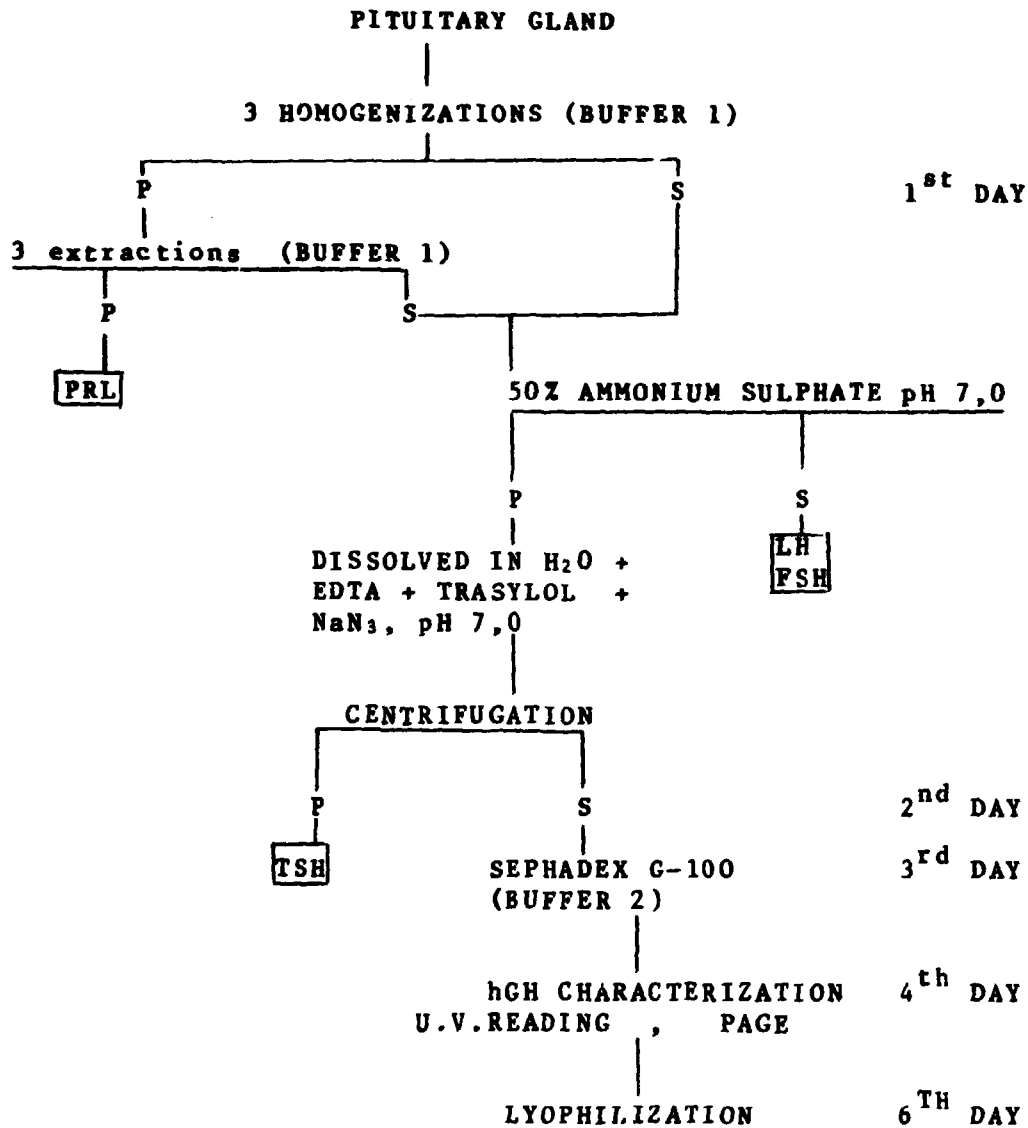 PITUITARY GLAND
3 HOMOGENIZATIONS (BUFFER 1)
P S 1st DAY
3 extractions (BUFFER 1)
P S
PRL
50% AMMONIUM SULPHATE pH 7,0
P S
LH
FSH
DISSOLVED IN H₂O +
EDTA + TRASYLOL +
NaN₃, pH 7,0
CENTRIFUGATION
P S 2nd DAY
TSH SEPHADEX G-100 3rd DAY
(BUFFER 2)
hGH CHARACTERIZATION 4th DAY
U.V.READING , PAGE
LYOPHILIZATION 6TH DAY